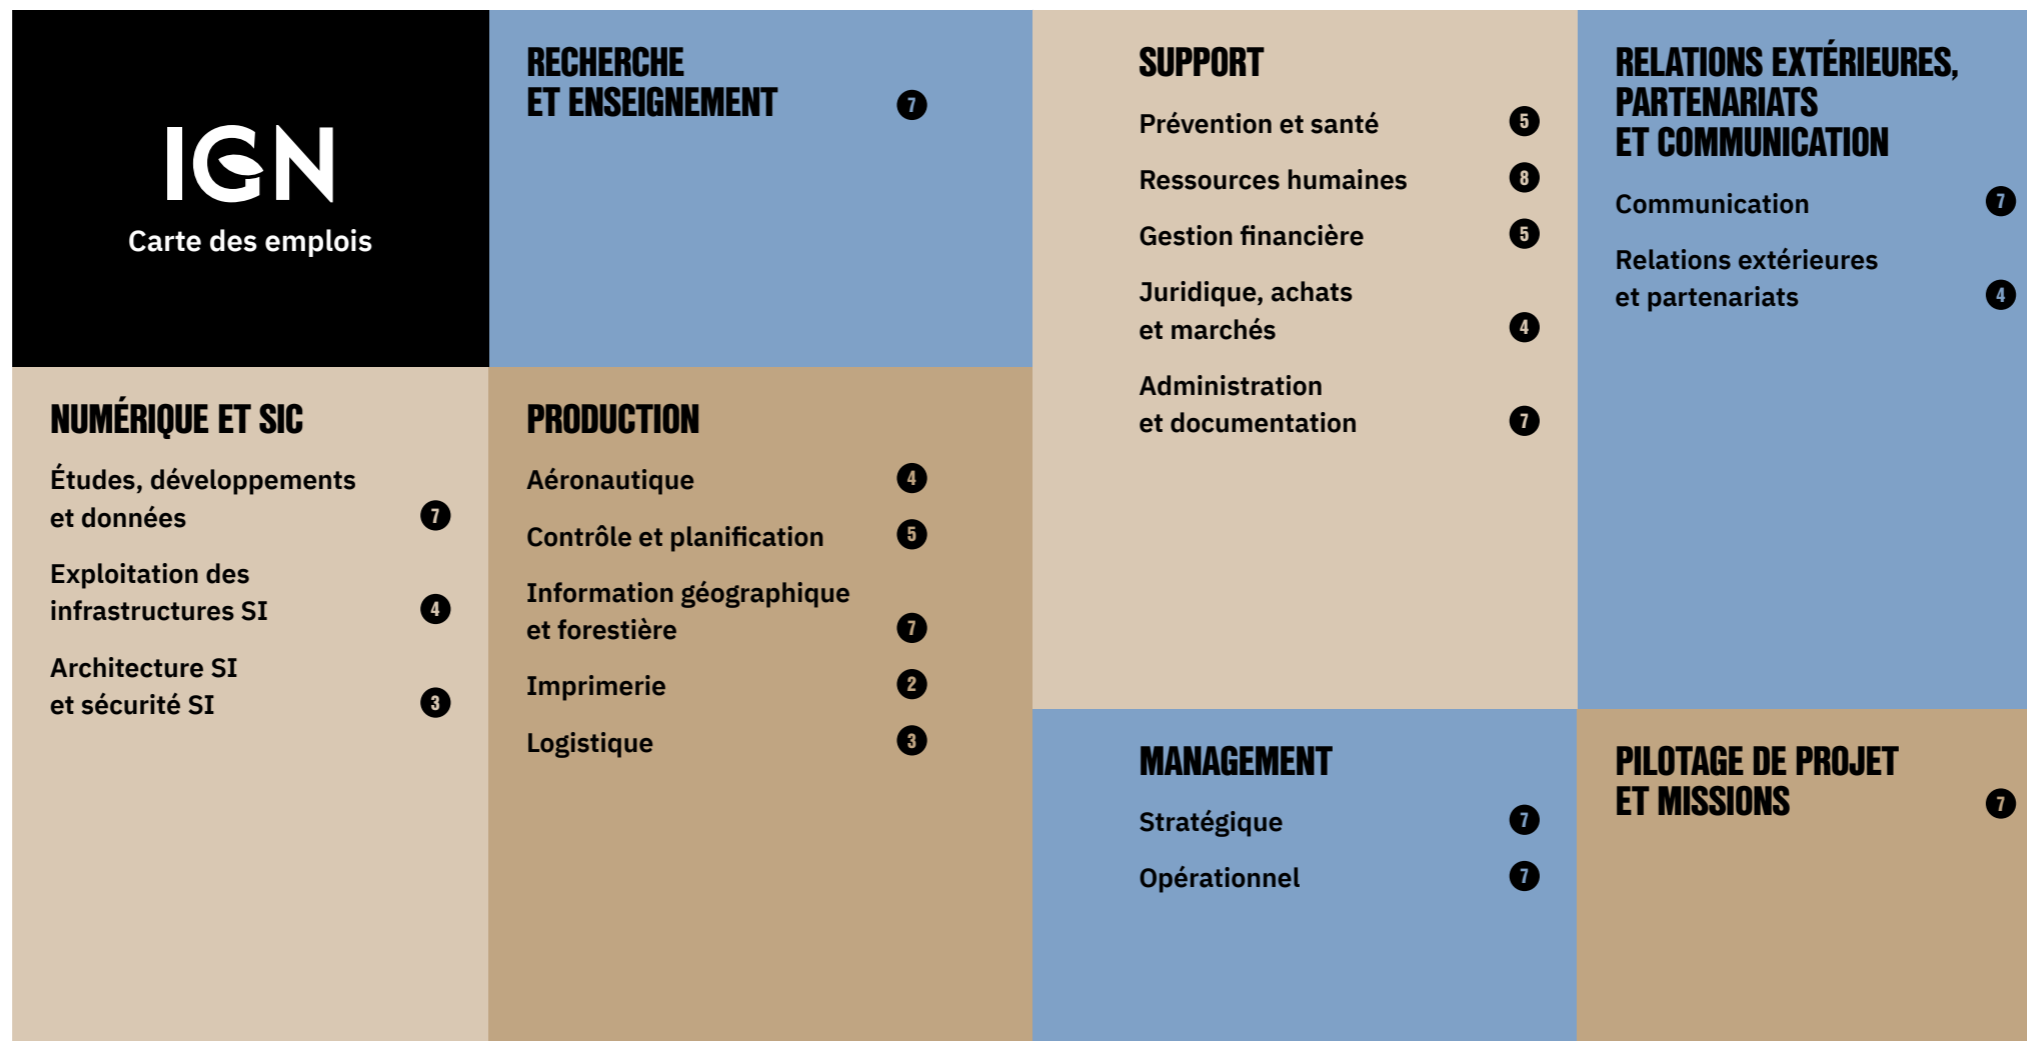 IGN
Carte des emplois
RECHERCHE
ET ENSEIGNEMENT 7
NUMÉRIQUE ET SIC
Études, développements
et données 7
Exploitation des
infrastructures SI 4
Architecture SI
et sécurité SI 3
PRODUCTION
Aéronautique 4
Contrôle et planification 5
Information géographique
et forestière 7
Imprimerie 2
Logistique 3
SUPPORT
Prévention et santé 5
Ressources humaines 8
Gestion financière 5
Juridique, achats
et marchés 4
Administration
et documentation 7
RELATIONS EXTÉRIEURES,
PARTENARIATS
ET COMMUNICATION
Communication 7
Relations extérieures
et partenariats 4
MANAGEMENT
Stratégique 7
Opérationnel 7
PILOTAGE DE PROJET
ET MISSIONS 7